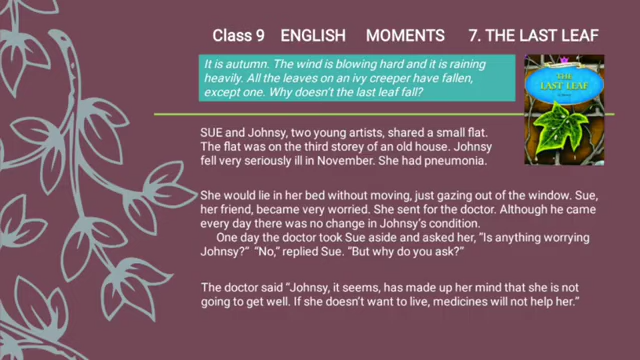 Class 9 ENGLISH MOMENTS 7. THE LAST LEAF
It is autumn. The wind is blowing hard and it is raining
heavily. All the leaves on an ivy creeper have fallen,
except one. Why doesn't the last leaf fall?
THE
LAST LEAF
SUE and Johnsy, two young artists, shared a small flat.
The flat was on the third storey of an old house. Johnsy
fell very seriously ill in November. She had pneumonia.
She would lie in her bed without moving, just gazing out of the window. Sue,
her friend, became very worried. She sent for the doctor. Although he came
every day there was no change in Johnsy's condition.
One day the doctor took Sue aside and asked her, “Is anything worrying
Johnsy?” “No,” replied Sue. “But why do you ask?”
The doctor said “Johnsy, it seems, has made up her mind that she is not
going to get well. If she doesn't want to live, medicines will not help her.”